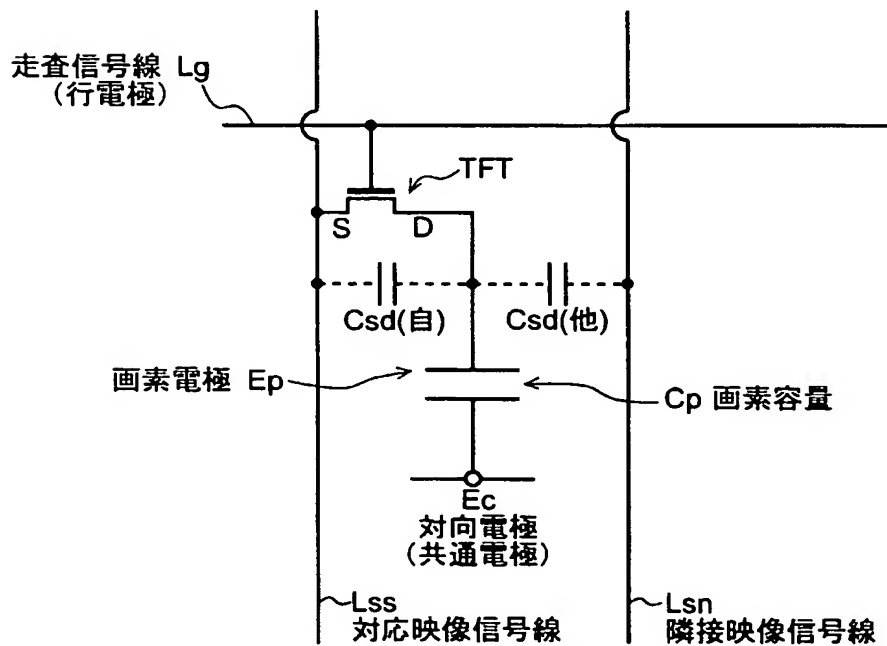 走査信号線 Lg
(行電極)
TFT
S
D
Csd(自)
Csd(他)
画素電極 Ep
Cp 画素容量
Ec
対向電極
(共通電極)
Lss
対応映像信号線
Lsn
隣接映像信号線